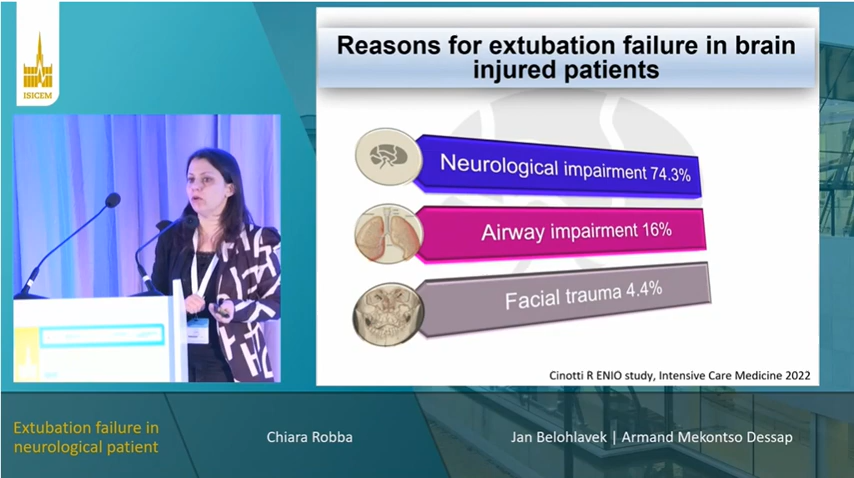 ISICEM
Reasons for extubation failure in brain
injured patients
Neurological impairment 74.3%
Airway impairment 16%
Facial trauma 4.4%
Cinotti R ENIO study, Intensive Care Medicine 2022
Extubation failure in
neurological patient
Chiara Robba
Jan Belohlavek | Armand Mekontso Dessap